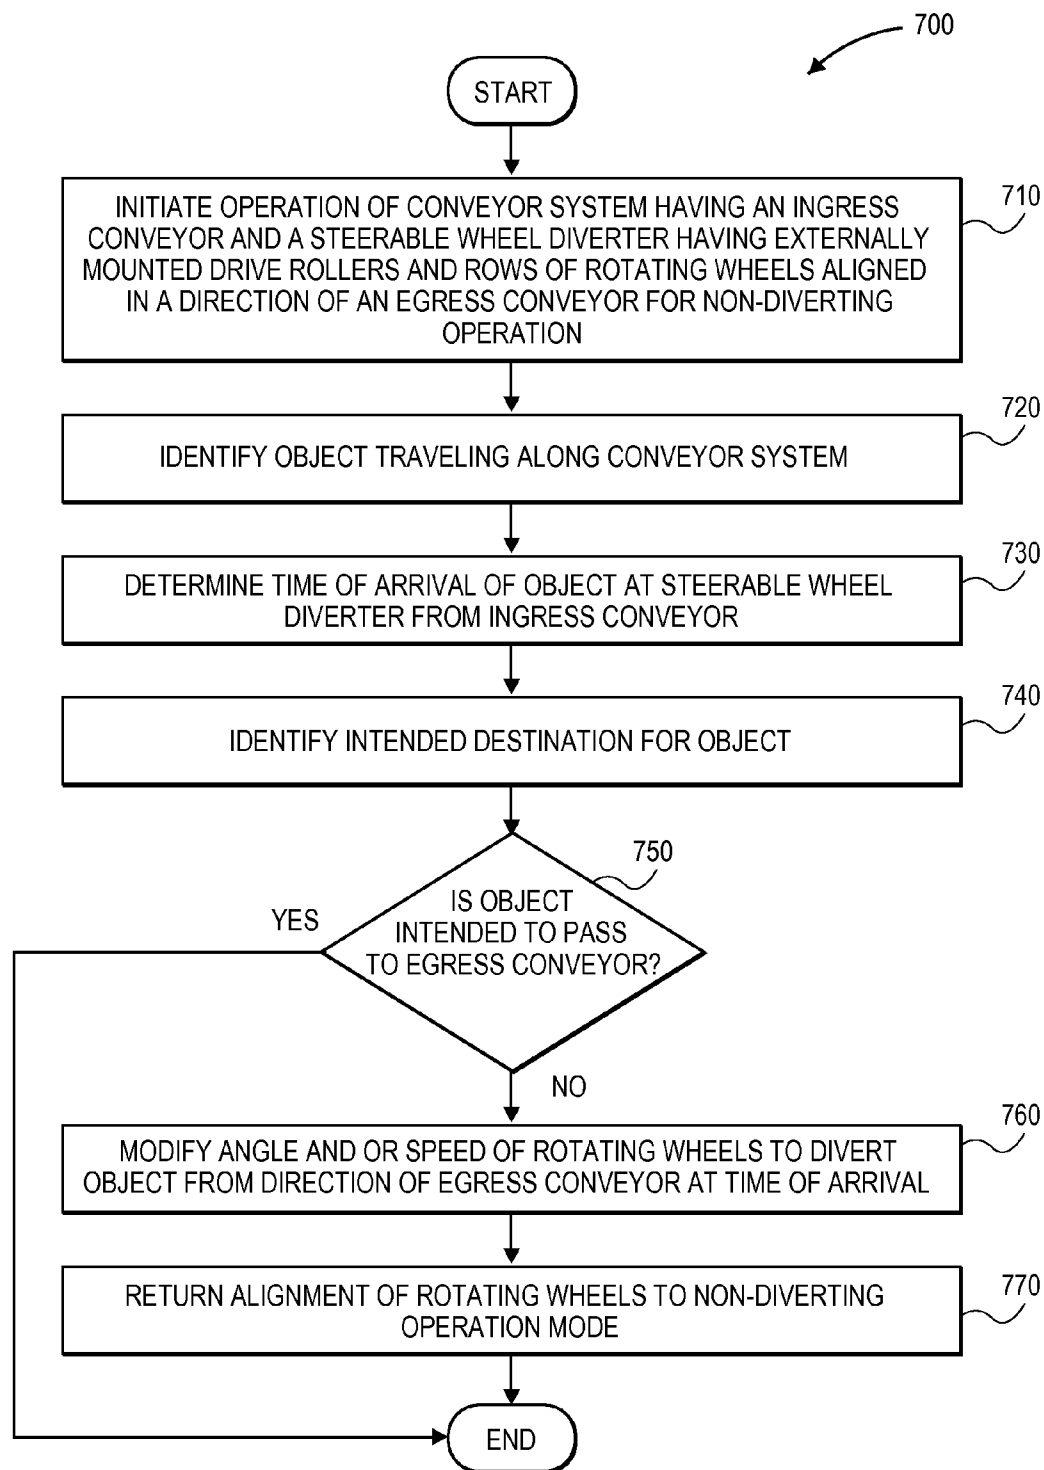 700
START
INITIATE OPERATION OF CONVEYOR SYSTEM HAVING AN INGRESS
CONVEYOR AND A STEERABLE WHEEL DIVERTER HAVING EXTERNALLY
MOUNTED DRIVE ROLLERS AND ROWS OF ROTATING WHEELS ALIGNED
IN A DIRECTION OF AN EGRESS CONVEYOR FOR NON-DIVERTING
OPERATION
710
IDENTIFY OBJECT TRAVELING ALONG CONVEYOR SYSTEM
720
DETERMINE TIME OF ARRIVAL OF OBJECT AT STEERABLE WHEEL
DIVERTER FROM INGRESS CONVEYOR
730
IDENTIFY INTENDED DESTINATION FOR OBJECT
740
IS OBJECT
INTENDED TO PASS
TO EGRESS CONVEYOR?
750
YES
NO
MODIFY ANGLE AND OR SPEED OF ROTATING WHEELS TO DIVERT
OBJECT FROM DIRECTION OF EGRESS CONVEYOR AT TIME OF ARRIVAL
760
RETURN ALIGNMENT OF ROTATING WHEELS TO NON-DIVERTING
OPERATION MODE
770
END